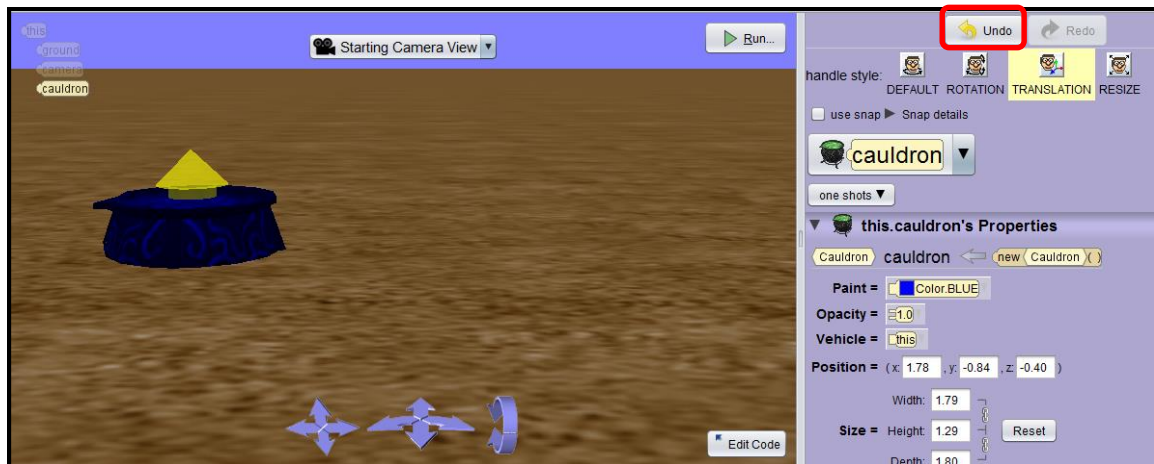 this
ground
camera
cauldron
Starting Camera View
Run...
Edit Code
Undo
Redo
handle style:
DEFAULT ROTATION TRANSLATION RESIZE
use snap Snap details
cauldron
one shots
this.cauldron's Properties
Cauldron cauldron new Cauldron ( )
Paint = Color.BLUE
Opacity = 1.0
Vehicle = this
Position = (x: 1.78 , y: -0.84 , z: -0.40 )
Width: 1.79
Size = Height: 1.29 Reset
Depth: 1.80